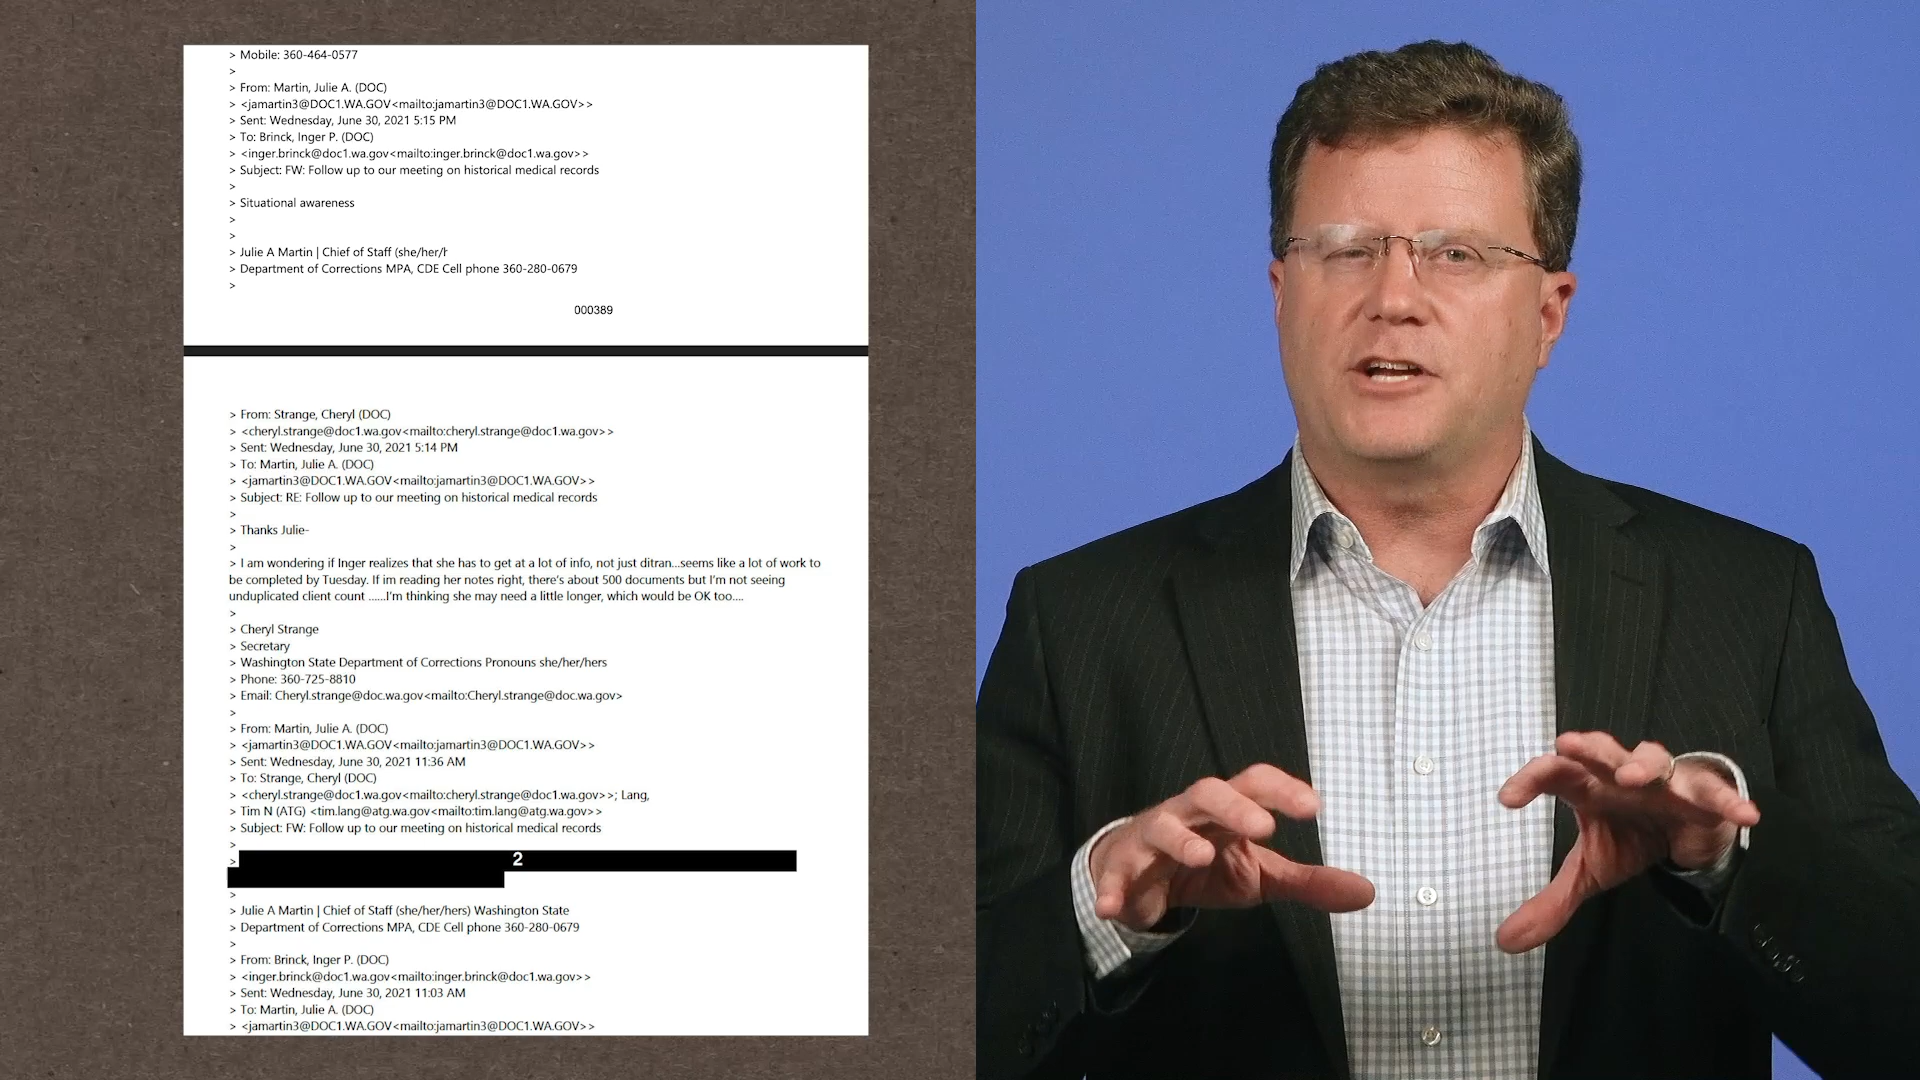 > Mobile: 360-464-0577
>
> From: Martin, Julie A. (DOC)
> <jamartin3@DOC1.WA.GOV<mailto:jamartin3@DOC1.WA.GOV>>
> Sent: Wednesday, June 30, 2021 5:15 PM
> To: Brinck, Inger P. (DOC)
> <inger.brinck@doc1.wa.gov<mailto:inger.brinck@doc1.wa.gov>>
> Subject: FW: Follow up to our meeting on historical medical records
>
> Situational awareness
>
>
> Julie A Martin | Chief of Staff (she/her/
> Department of Corrections MPA, CDE Cell phone 360-280-0679
>
000389
> From: Strange, Cheryl (DOC)
> <cheryl.strange@doc1.wa.gov<mailto:cheryl.strange@doc1.wa.gov>>
> Sent: Wednesday, June 30, 2021 5:14 PM
> To: Martin, Julie A. (DOC)
> <jamartin3@DOC1.WA.GOV<mailto:jamartin3@DOC1.WA.GOV>>
> Subject: RE: Follow up to our meeting on historical medical records
>
> Thanks Julie-
>
> I am wondering if Inger realizes that she has to get at a lot of info, not just ditran...seems like a lot of work to
be completed by Tuesday. If im reading her notes right, there's about 500 documents but I'm not seeing
unduplicated client count ......I'm thinking she may need a little longer, which would be OK too....
>
> Cheryl Strange
> Secretary
> Washington State Department of Corrections Pronouns she/her/hers
> Phone: 360-725-8810
> Email: Cheryl.strange@doc.wa.gov<mailto:Cheryl.strange@doc.wa.gov>
>
> From: Martin, Julie A. (DOC)
> <jamartin3@DOC1.WA.GOV<mailto:jamartin3@DOC1.WA.GOV>>
> Sent: Wednesday, June 30, 2021 11:36 AM
> To: Strange, Cheryl (DOC)
> <cheryl.strange@doc1.wa.gov<mailto:cheryl.strange@doc1.wa.gov>>; Lang,
> Tim N (ATG) <tim.lang@atg.wa.gov<mailto:tim.lang@atg.wa.gov>>
> Subject: FW: Follow up to our meeting on historical medical records
>
> 2
>
> Julie A Martin | Chief of Staff (she/her/hers) Washington State
> Department of Corrections MPA, CDE Cell phone 360-280-0679
>
> From: Brinck, Inger P. (DOC)
> <inger.brinck@doc1.wa.gov<mailto:inger.brinck@doc1.wa.gov>>
> Sent: Wednesday, June 30, 2021 11:03 AM
> To: Martin, Julie A. (DOC)
> <jamartin3@DOC1.WA.GOV<mailto:jamartin3@DOC1.WA.GOV>>